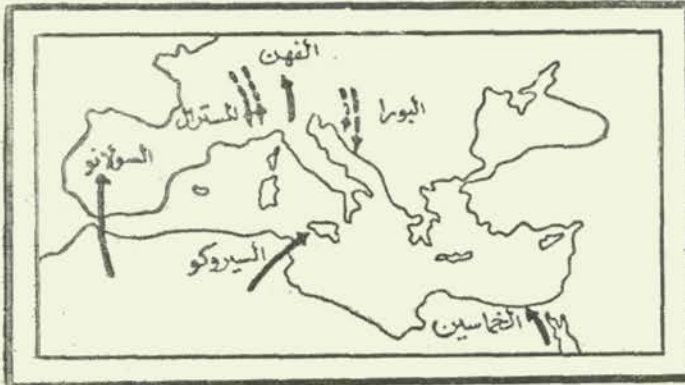 الفهن
البورا
المسترال
السولانو
السيروكو
الخماسين